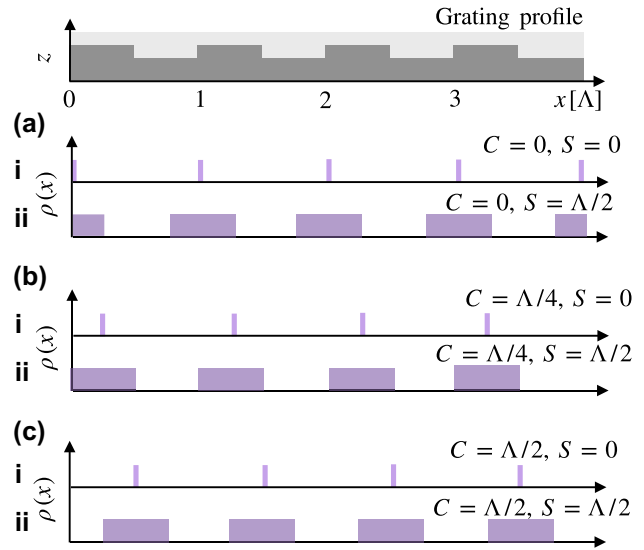 Grating profile
z
0 1 2 3 x [Λ]
(a)
i C = 0, S = 0
ρ(x)
ii C = 0, S = Λ/2
(b)
i C = Λ/4, S = 0
ρ(x)
ii C = Λ/4, S = Λ/2
(c)
i C = Λ/2, S = 0
ρ(x)
ii C = Λ/2, S = Λ/2